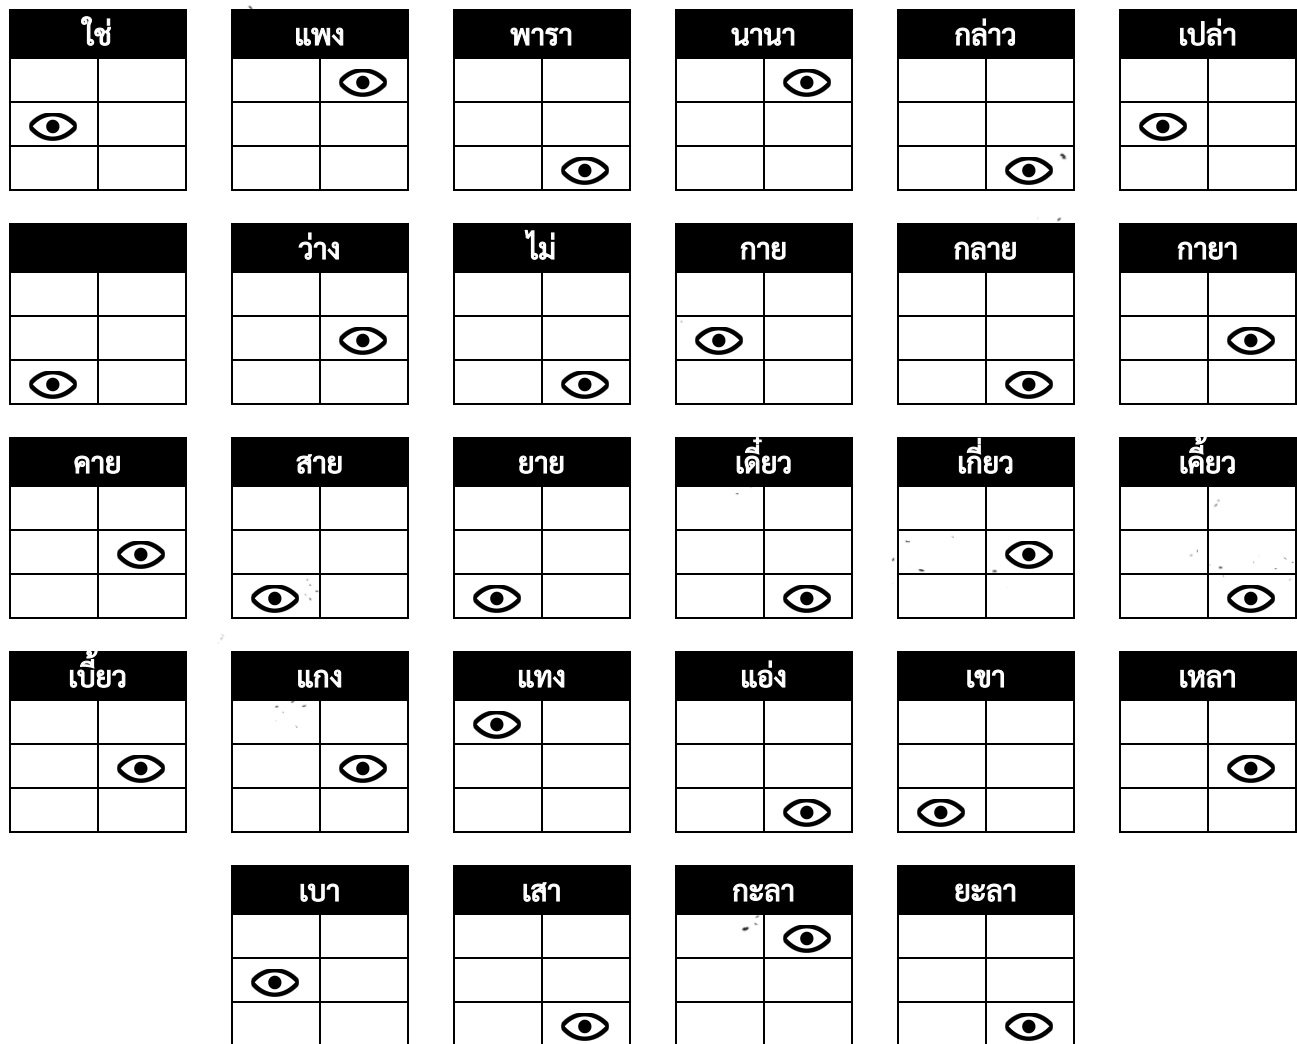 ใช่ แพง พารา นานา กล่าว เปล่า
ว่าง ไม่ กาย กลาย กายา
คาย สาย ยาย เดี๋ยว เกี่ยว เคี้ยว
เบี้ยว แกง แทง แอ่ง เขา เหลา
เบา เสา กะลา ยะลา